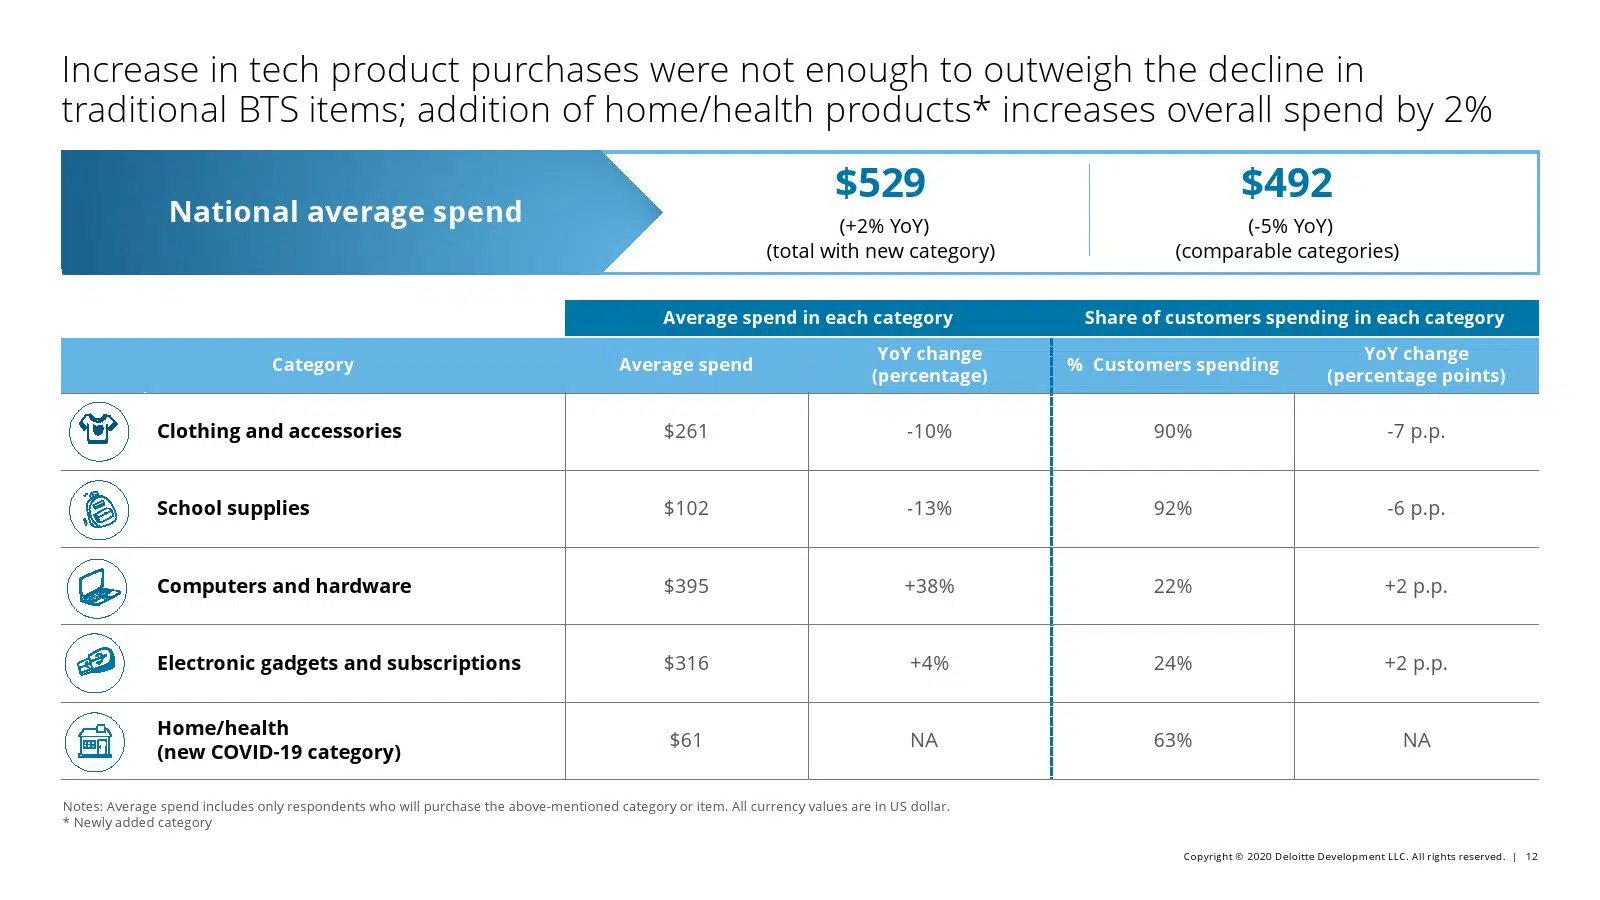 Increase in tech product purchases were not enough to outweigh the decline in
traditional BTS items; addition of home/health products* increases overall spend by 2%
National average spend
$529
(+2% YoY)
(total with new category)
$492
(-5% YoY)
(comparable categories)
Average spend in each category
Share of customers spending in each category
Category
Average spend
YoY change
(percentage)
% Customers spending
YoY change
(percentage points)
Clothing and accessories
$261
-10%
90%
-7 p.p.
School supplies
$102
-13%
92%
-6 p.p.
Computers and hardware
$395
+38%
22%
+2 p.p.
Electronic gadgets and subscriptions
$316
+4%
24%
+2 p.p.
Home/health
(new COVID-19 category)
$61
NA
63%
NA
Notes: Average spend includes only respondents who will purchase the above-mentioned category or item. All currency values are in US dollar.
* Newly added category
Copyright © 2020 Deloitte Development LLC. All rights reserved. | 12